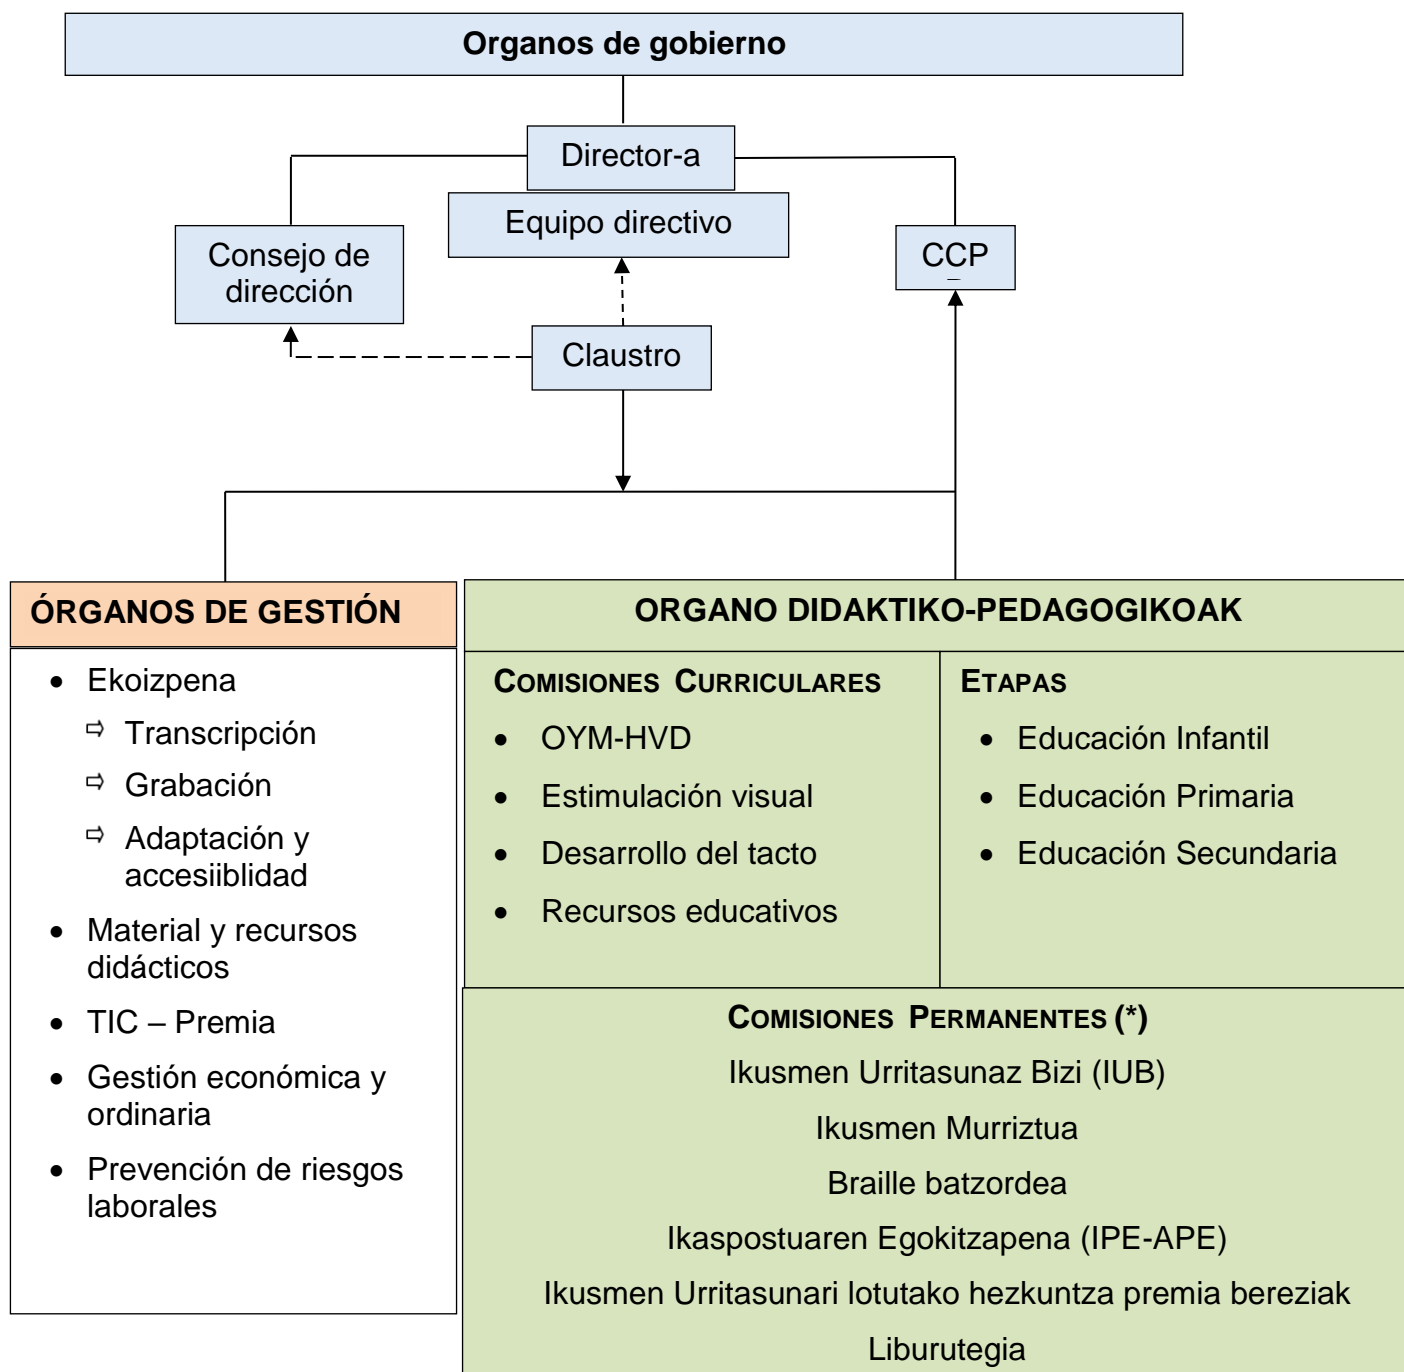 Organos de gobierno
Director-a
Equipo directivo
Consejo de
dirección
CCP
Claustro
ÓRGANOS DE GESTIÓN
• Ekoizpena
⇨ Transcripción
⇨ Grabación
⇨ Adaptación y
accesiiblidad
• Material y recursos
didácticos
• TIC – Premia
• Gestión económica y
ordinaria
• Prevención de riesgos
laborales
ORGANO DIDAKTIKO-PEDAGOGIKOAK
COMISIONES CURRICULARES
• OYM-HVD
• Estimulación visual
• Desarrollo del tacto
• Recursos educativos
ETAPAS
• Educación Infantil
• Educación Primaria
• Educación Secundaria
COMISIONES PERMANENTES (*)
Ikusmen Urritasunaz Bizi (IUB)
Ikusmen Murriztua
Braille batzordea
Ikaspostuaren Egokitzapena (IPE-APE)
Ikusmen Urritasunari lotutako hezkuntza premia bereziak
Liburutegia